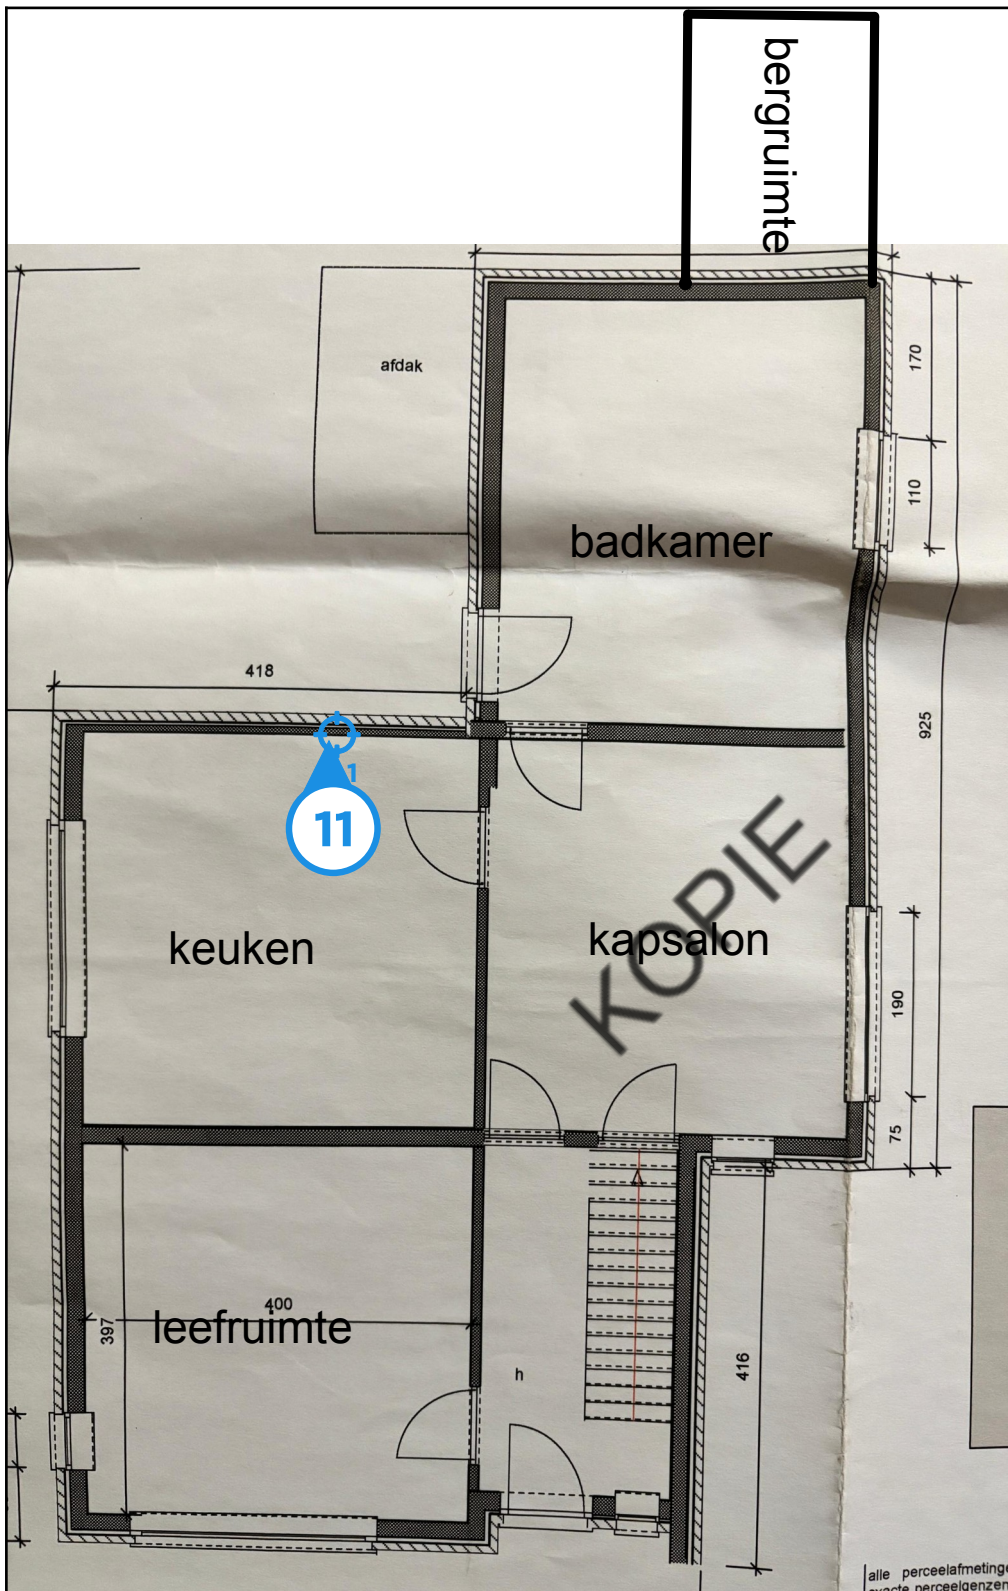 bergruimte
afdak
170
110
badkamer
418
925
1
11
keuken
kapsalon
KOPIE
190
75
400
397
leefruimte
h
416
alle perceelafmetinge